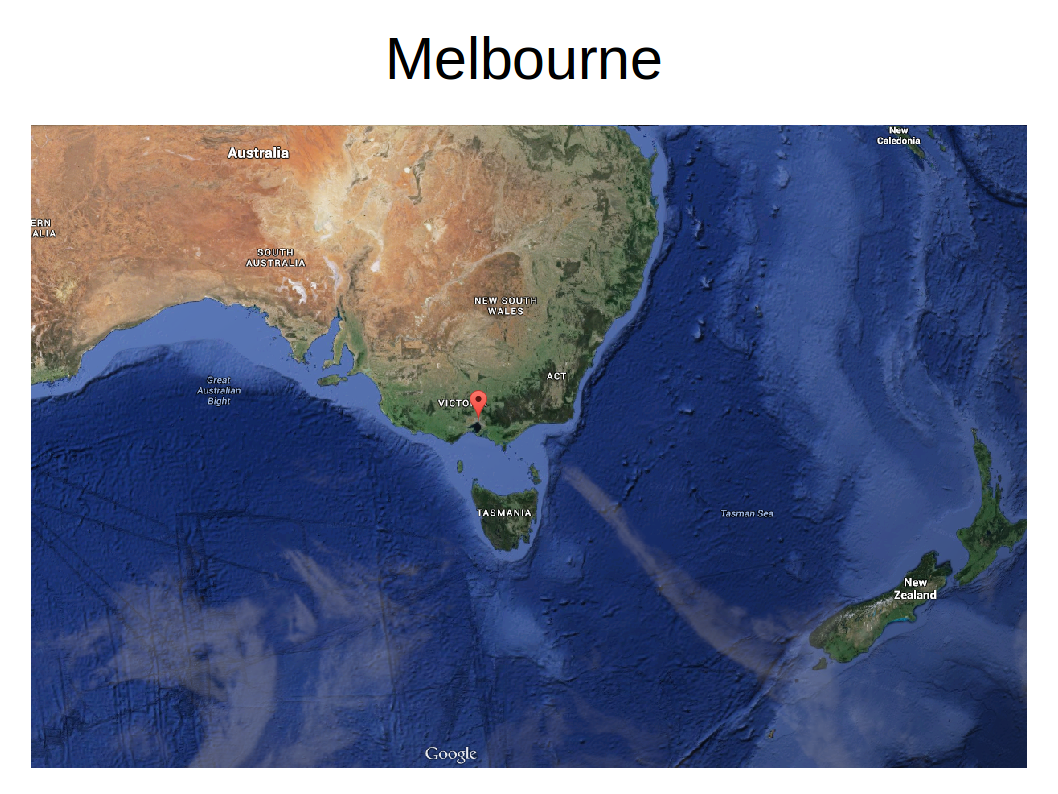 Melbourne
Australia
New
Caledonia
ERN
ALIA
SOUTH
AUSTRALIA
NEW SOUTH
WALES
Great
Australian
Bight
ACT
VICTO
TASMANIA
Tasman Sea
New
Zealand
Google